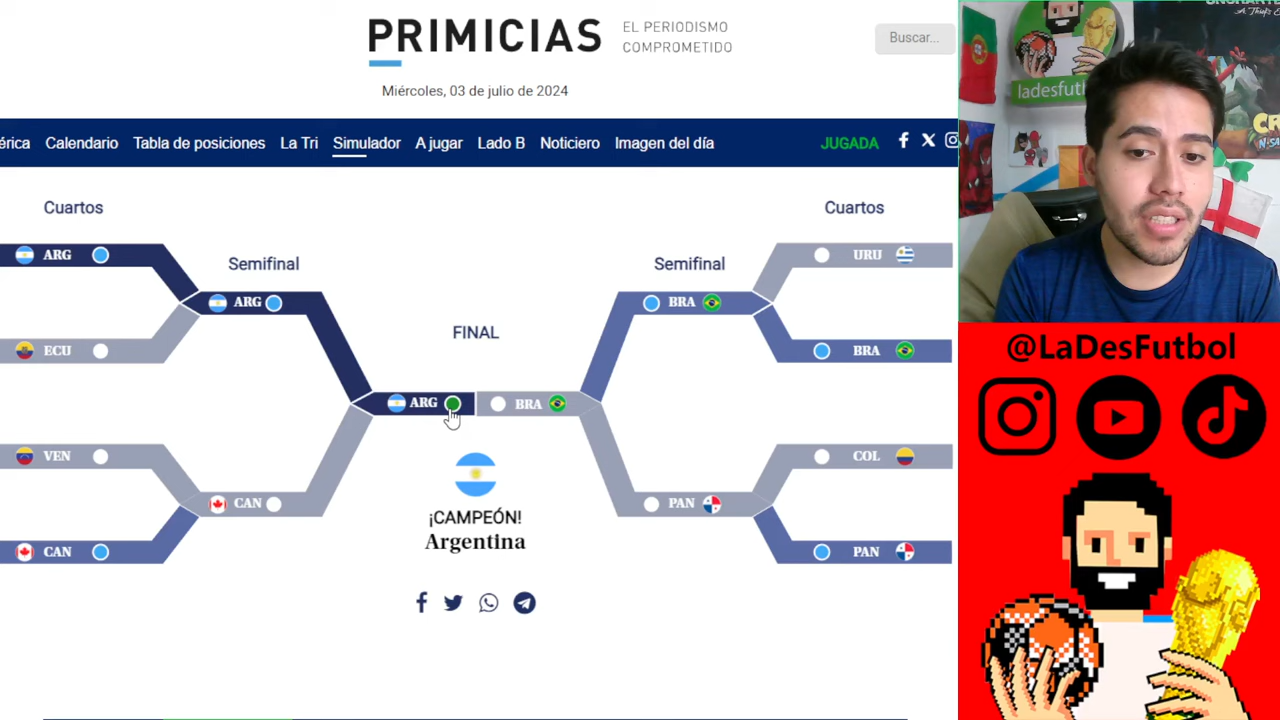 PRIMICIAS
EL PERIODISMO
COMPROMETIDO
Buscar...
Miércoles, 03 de julio de 2024
érica Calendario Tabla de posiciones La Tri Simulador A jugar Lado B Noticiero Imagen del día JUGADA
Cuartos
Cuartos
ARG
URU
Semifinal
Semifinal
ARG
BRA
FINAL
ECU
BRA
ARG
BRA
VEN
COL
CAN
PAN
¡CAMPEÓN!
Argentina
CAN
PAN
ladesfut
UNCHARTED
@LaDesFutbol